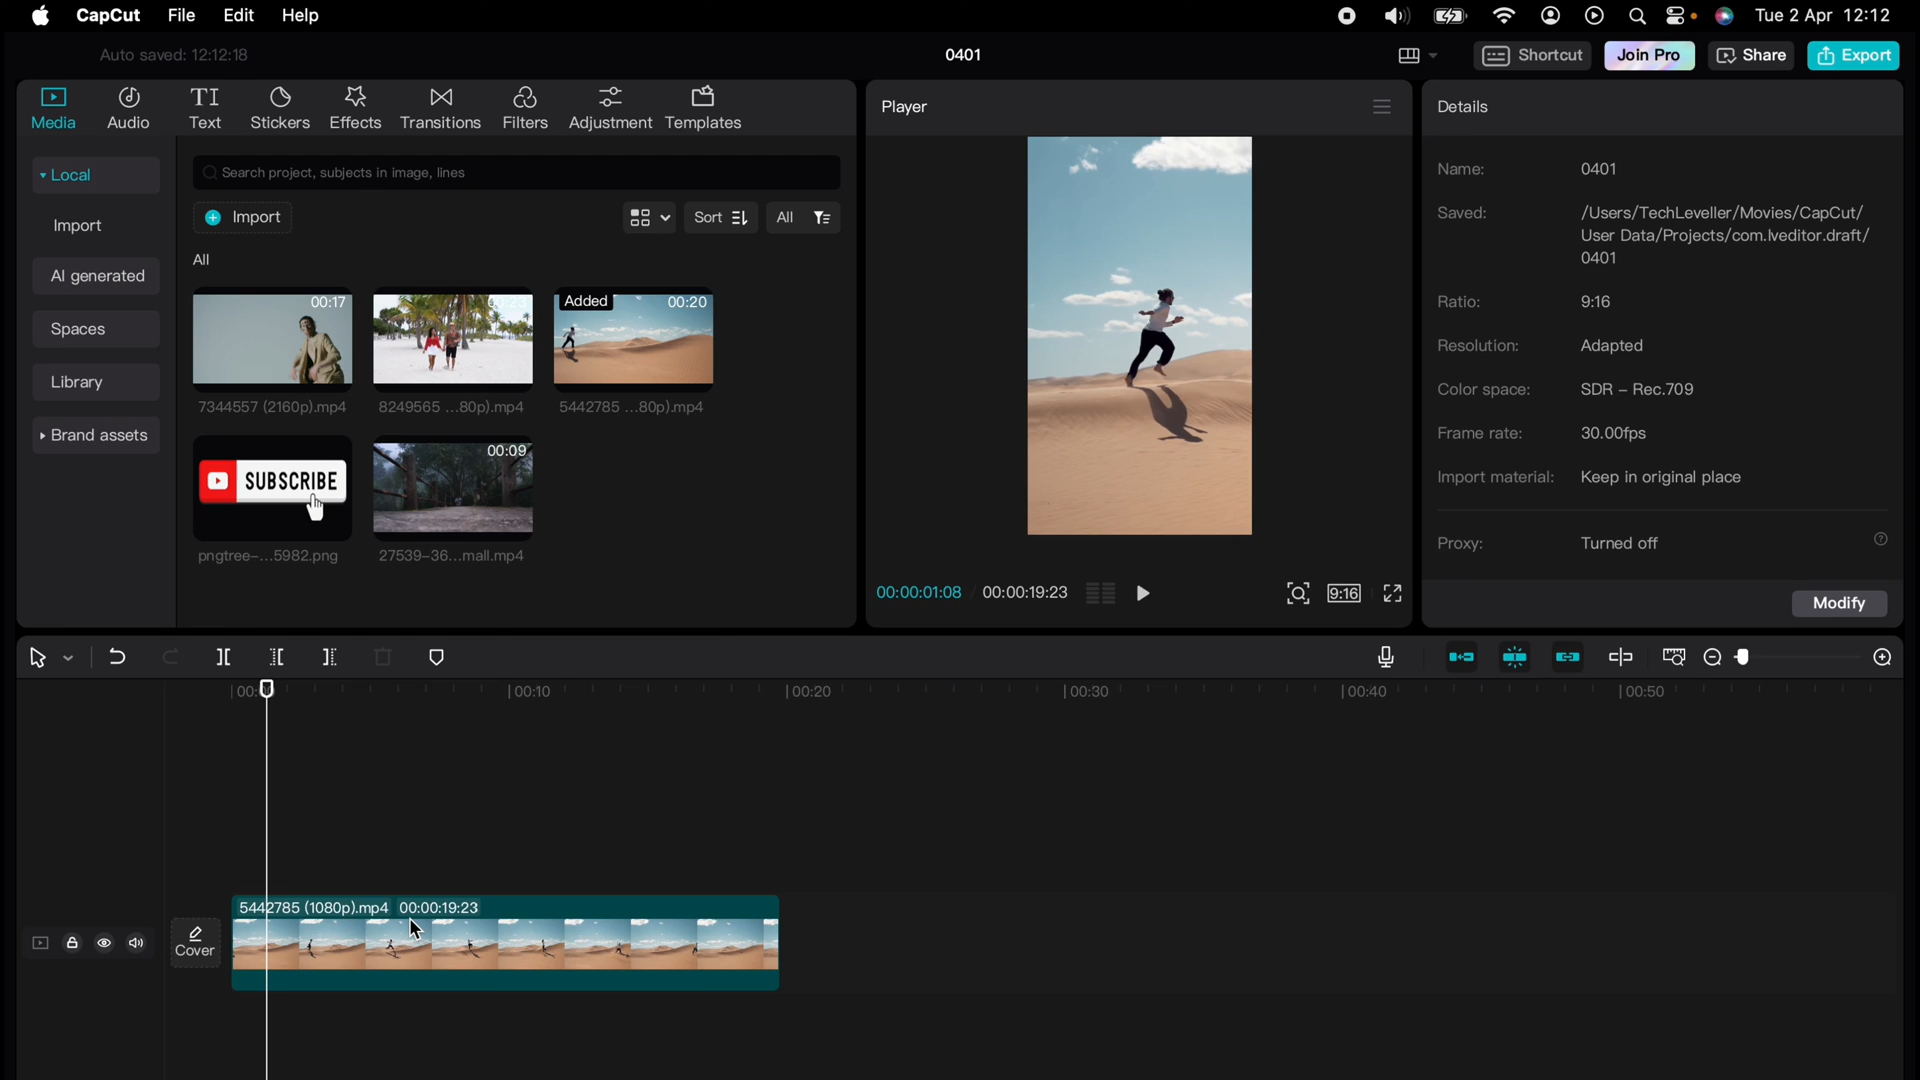 CapCut File Edit Help Tue 2 Apr 12:12
Auto saved: 12:12:18 0401 Shortcut Join Pro Share Export
Media Audio Text Stickers Effects Transitions Filters Adjustment Templates
Local
Import
AI generated
Spaces
Library
Brand assets
Search project, subjects in image, lines
Import Sort All
All
00:17
Added 00:20
7344557 (2160p).mp4 8249565 ...80p).mp4 5442785 ...80p).mp4
SUBSCRIBE
00:09
pngtree-...5982.png 27539-36...mall.mp4
Player
00:00:01:08 / 00:00:19:23 9:16
Details
Name: 0401
Saved: /Users/TechLeveller/Movies/CapCut/
User Data/Projects/com.lveditor.draft/
0401
Ratio: 9:16
Resolution: Adapted
Color space: SDR – Rec.709
Frame rate: 30.00fps
Import material: Keep in original place
Proxy: Turned off
Modify
00:10 00:20 00:30 00:40 00:50
Cover
5442785 (1080p).mp4 00:00:19:23